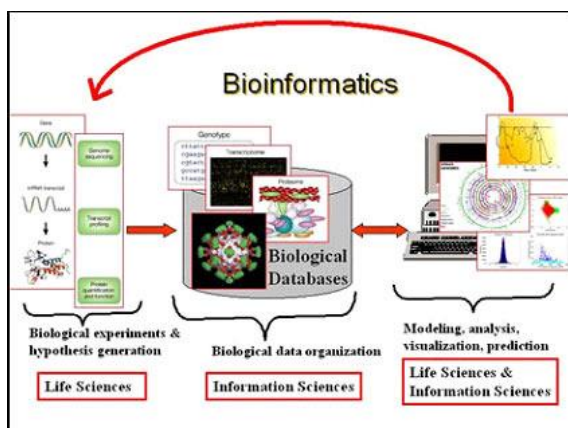 Bioinformatics
Gene
mRNA transcript
AAAAA
Protein
Genome
sequencing
Transcript
profiling
Protein
quantification
and function
Genotype
Transcriptome
Proteome
Biological
Databases
Biological experiments &
hypothesis generation
Life Sciences
Biological data organization
Information Sciences
Modeling, analysis,
visualization, prediction
Life Sciences &
Information Sciences